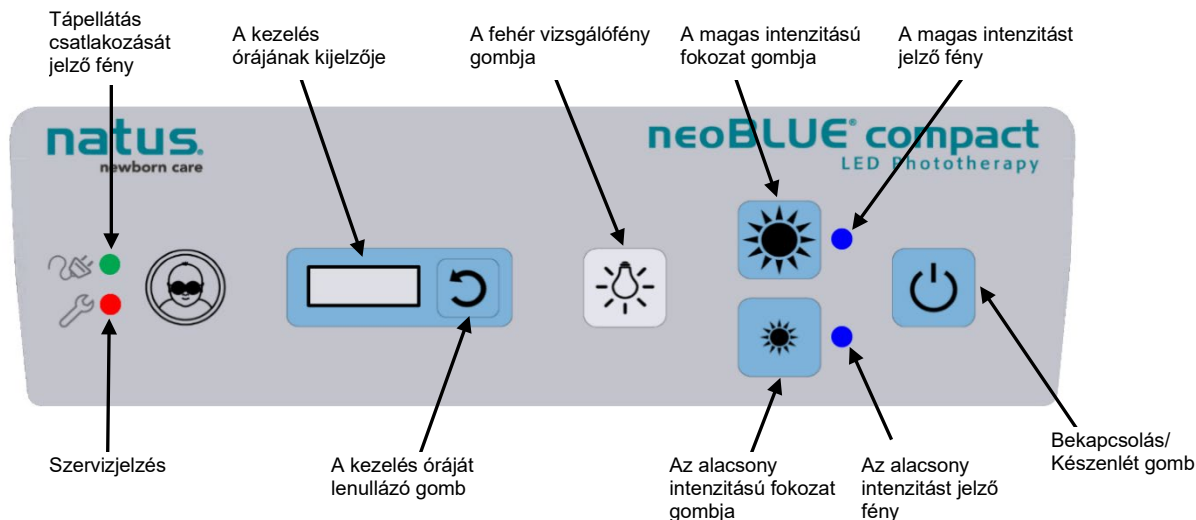 Tápellátás
csatlakozását
jelző fény
A kezelés
órájának kijelzője
A fehér vizsgálófény
gombja
A magas intenzitású
fokozat gombja
A magas intenzitást
jelző fény
natus.
newborn care
neoBLUE® compact
LED Phototherapy
Szervizjelzés
A kezelés óráját
lenullázó gomb
Az alacsony
intenzitású fokozat
gombja
Az alacsony
intenzitást jelző
fény
Bekapcsolás/
Készenlét gomb